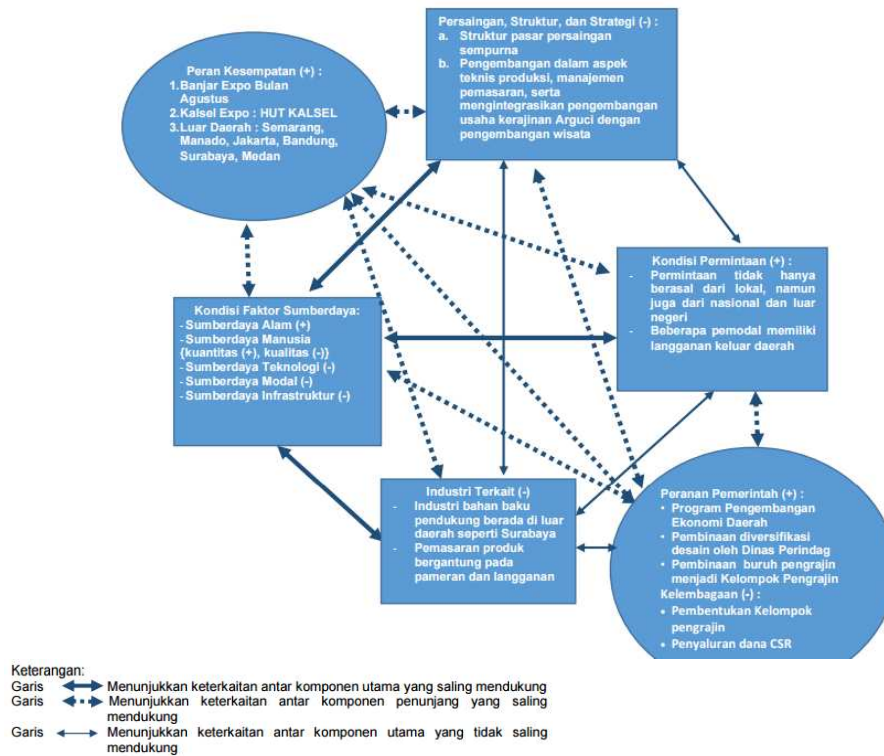 Persaingan, Struktur, dan Strategi (-) :
a. Struktur pasar persaingan
sempurna
b. Pengembangan dalam aspek
teknis produksi, manajemen
pemasaran, serta
mengintegrasikan pengembangan
usaha kerajinan Arguci dengan
pengembangan wisata
Peran Kesempatan (+) :
1.Banjar Expo Bulan
Agustus
2.Kalsel Expo : HUT KALSEL
3.Luar Daerah : Semarang,
Manado, Jakarta, Bandung,
Surabaya, Medan
Kondisi Permintaan (+) :
- Permintaan tidak hanya
berasal dari lokal, namun
juga dari nasional dan luar
negeri
- Beberapa pemodal memiliki
langganan keluar daerah
Kondisi Faktor Sumberdaya:
- Sumberdaya Alam (+)
- Sumberdaya Manusia
{kuantitas (+), kualitas (-)}
- Sumberdaya Teknologi (-)
- Sumberdaya Modal (-)
- Sumberdaya Infrastruktur (-)
Industri Terkait (-)
- Industri bahan baku
pendukung berada di luar
daerah seperti Surabaya
- Pemasaran produk
bergantung pada
pameran dan langganan
Peranan Pemerintah (+) :
• Program Pengembangan
Ekonomi Daerah
• Pembinaan diversifikasi
desain oleh Dinas Perindag
• Pembinaan buruh pengrajin
menjadi Kelompok Pengrajin
Kelembagaan (-) :
• Pembentukan Kelompok
pengrajin
• Penyaluran dana CSR
Keterangan:
Garis Menunjukkan keterkaitan antar komponen utama yang saling mendukung
Garis Menunjukkan keterkaitan antar komponen penunjang yang saling
mendukung
Garis Menunjukkan keterkaitan antar komponen utama yang tidak saling
mendukung